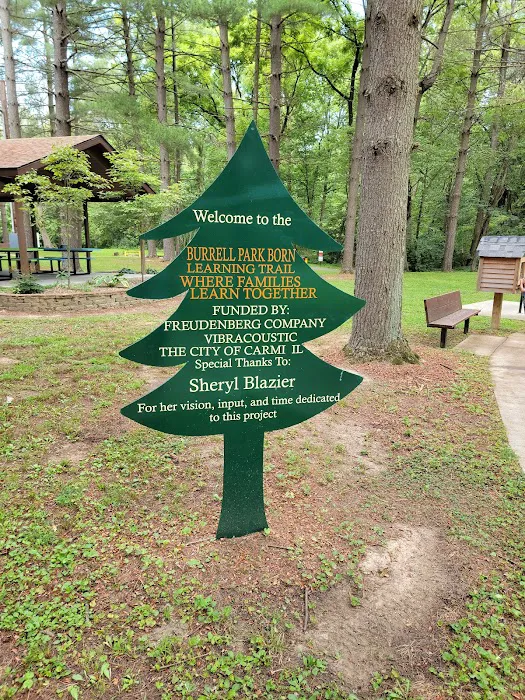 Welcome to the
BURRELL PARK BORN
LEARNING TRAIL
WHERE FAMILIES
LEARN TOGETHER
FUNDED BY:
FREUDENBERG COMPANY
VIBRACOUSTIC
THE CITY OF CARMI IL
Special Thanks To:
Sheryl Blazier
For her vision, input, and time dedicated
to this project